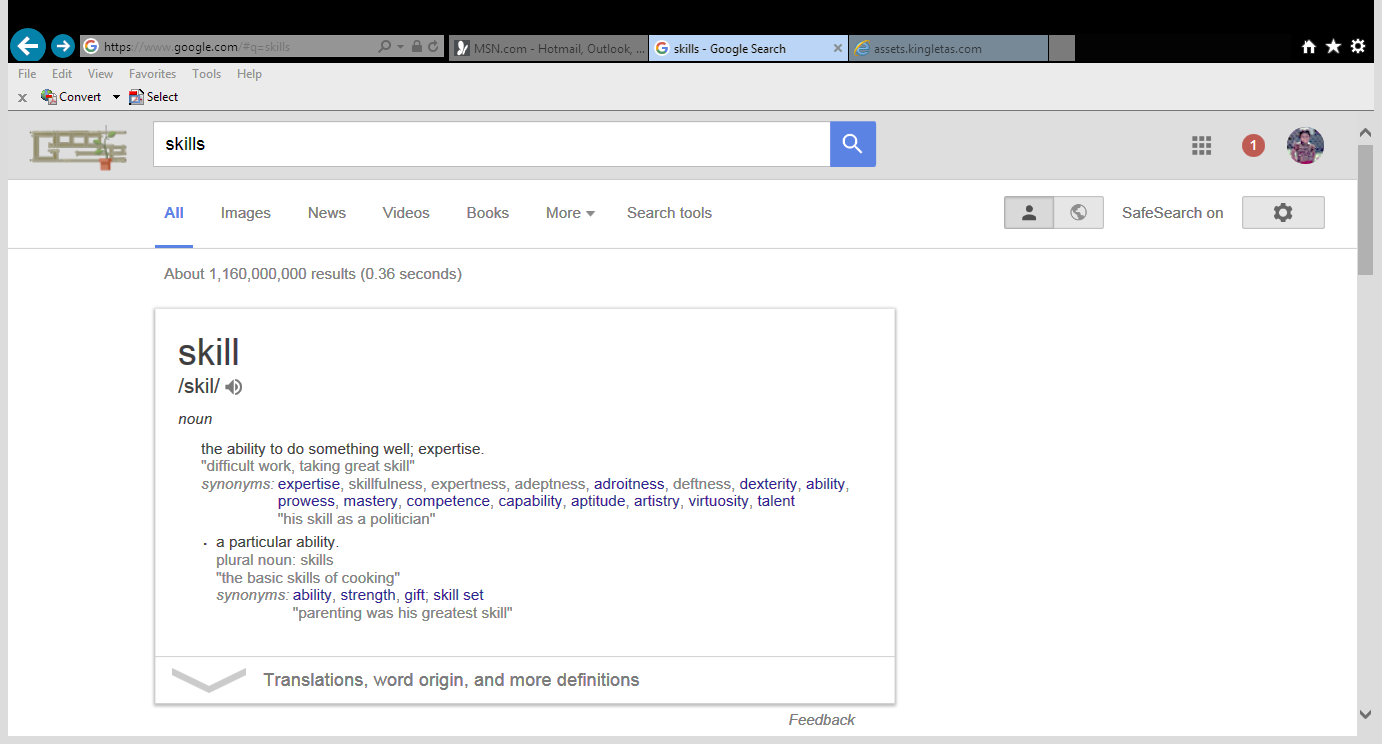 https://www.google.com/#q=skills
MSN.com - Hotmail, Outlook, ...
skills - Google Search
assets.kingletas.com
File Edit View Favorites Tools Help
x Convert Select
skills
1
All Images News Videos Books More Search tools
SafeSearch on
About 1,160,000,000 results (0.36 seconds)
skill
/skil/
noun
the ability to do something well; expertise.
"difficult work, taking great skill"
synonyms: expertise, skillfulness, expertness, adeptness, adroitness, deftness, dexterity, ability,
prowess, mastery, competence, capability, aptitude, artistry, virtuosity, talent
"his skill as a politician"
• a particular ability.
plural noun: skills
"the basic skills of cooking"
synonyms: ability, strength, gift; skill set
"parenting was his greatest skill"
Translations, word origin, and more definitions
Feedback